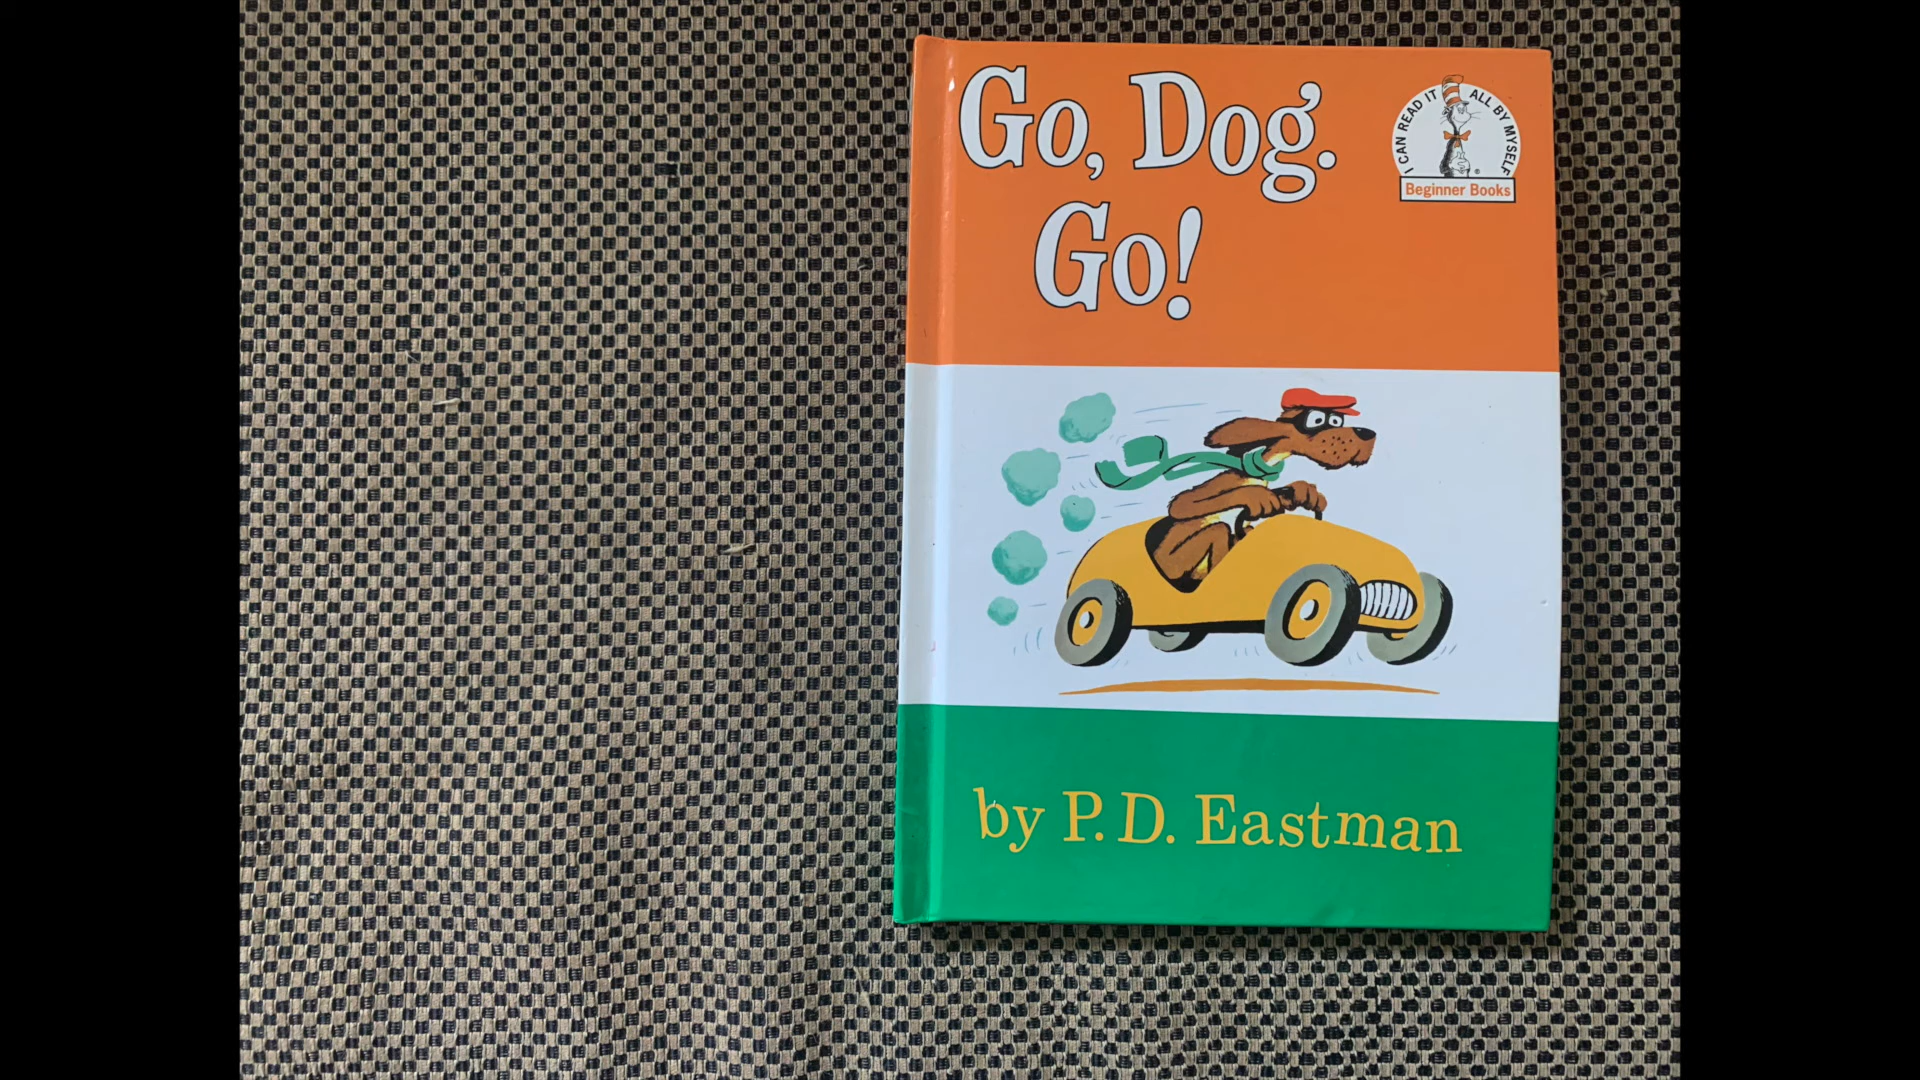 Go, Dog.
Go!
I CAN READ IT ALL BY MYSELF
Beginner Books
by P.D. Eastman